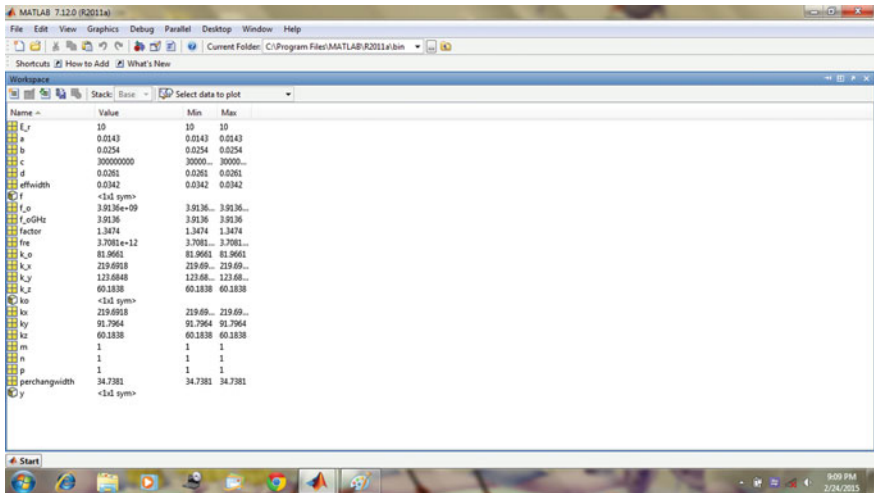 MATLAB 7.12.0 (R2011a)
File Edit View Graphics Debug Parallel Desktop Window Help
Current Folder: C:\Program Files\MATLAB\R2011a\bin
Shortcuts How to Add What's New
Workspace
Stack: Base Select data to plot
Name Value Min Max
E_r 10 10 10
a 0.0143 0.0143 0.0143
b 0.0254 0.0254 0.0254
c 300000000 30000... 30000...
d 0.0261 0.0261 0.0261
effwidth 0.0342 0.0342 0.0342
f <1x1 sym>
f_o 3.9136e+09 3.9136... 3.9136...
f_oGHz 3.9136 3.9136 3.9136
factor 1.3474 1.3474 1.3474
fre 3.7081e+12 3.7081... 3.7081...
k_o 81.9661 81.9661 81.9661
k_x 219.6918 219.69... 219.69...
k_y 123.6848 123.68... 123.68...
k_z 60.1838 60.1838 60.1838
ko <1x1 sym>
kx 219.6918 219.69... 219.69...
ky 91.7964 91.7964 91.7964
kz 60.1838 60.1838 60.1838
m 1 1 1
n 1 1 1
p 1 1 1
perchangwidth 34.7381 34.7381 34.7381
y <1x1 sym>
Start
9:09 PM
2/24/2015